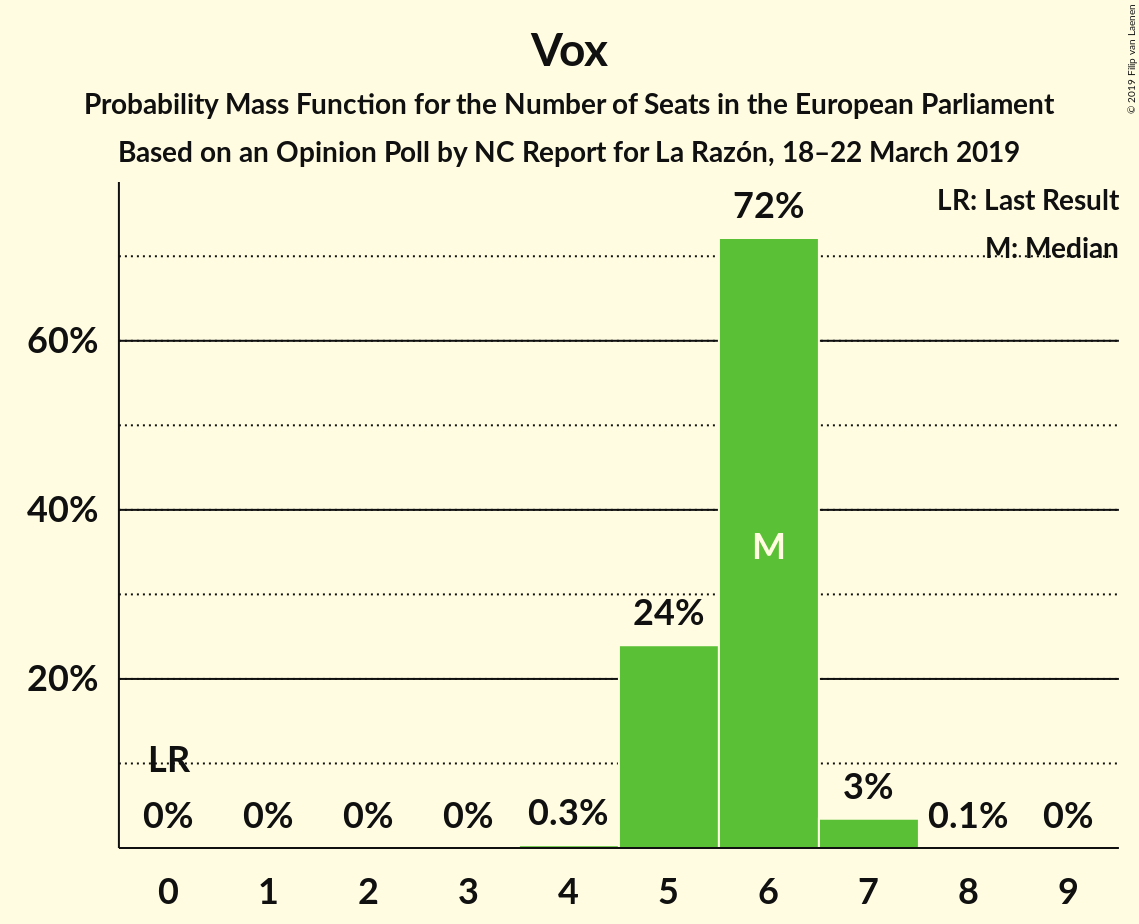 Vox
Probability Mass Function for the Number of Seats in the European Parliament
Based on an Opinion Poll by NC Report for La Razón, 18–22 March 2019
© 2019 Filip van Laenen
LR: Last Result
M: Median
72%
60%
40%
M
24%
20%
LR
0%
0%
0%
0%
0.3%
3%
0.1%
0%
0
1
2
3
4
5
6
7
8
9